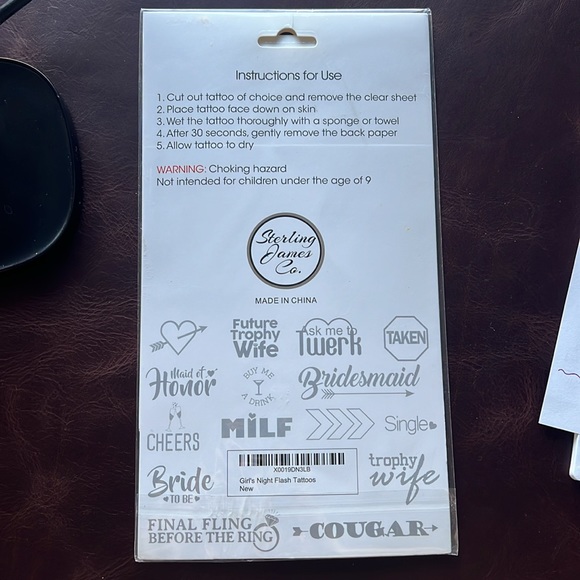 Instructions for Use
1. Cut out tattoo of choice and remove the clear sheet
2. Place tattoo face down on skin
3. Wet the tattoo thoroughly with a sponge or towel
4. After 30 seconds, gently remove the back paper
5. Allow tattoo to dry
WARNING: Choking hazard
Not intended for children under the age of 9
Sterling
James
Co.
MADE IN CHINA
Future
Trophy
Wife
Ask me to
Twerk
TAKEN
Maid of
Honor
BUY ME
A DRINK
Bridesmaid
CHEERS
MILF
Single
Bride
TO BE
X0019DN3LB
Girl's Night Flash Tattoos
New
trophy
wife
FINAL FLING
BEFORE THE RING
COUGAR